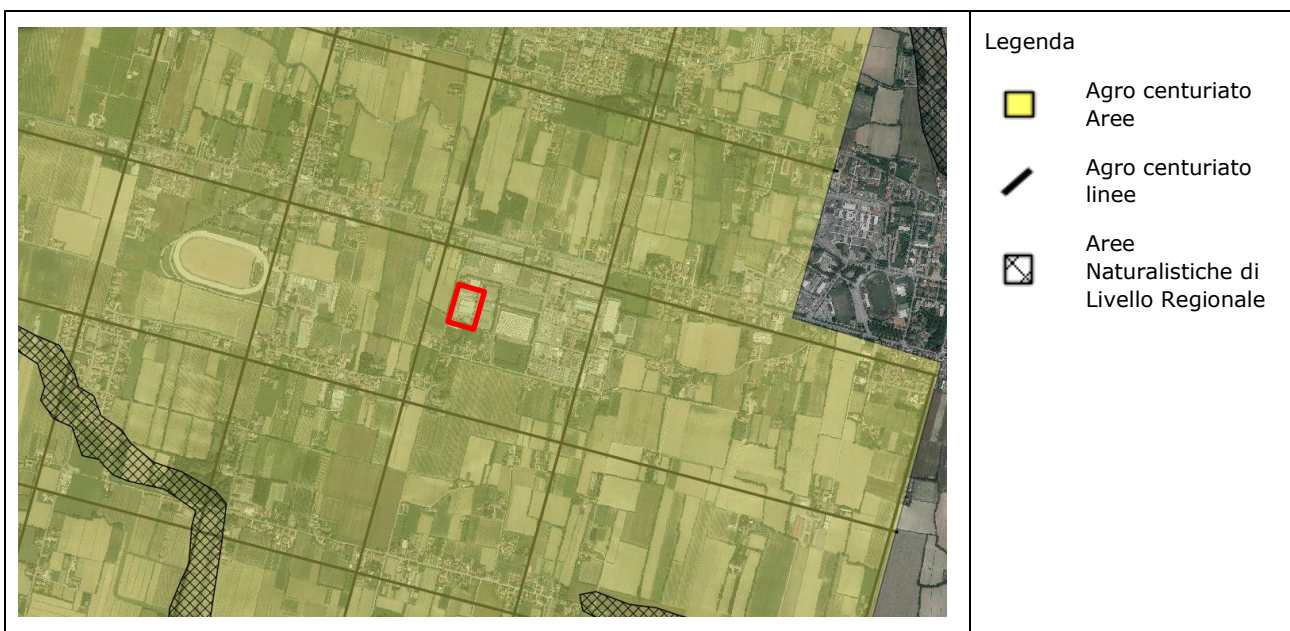 Legenda
Agro centuriato
Aree
Agro centuriato
linee
Aree
Naturalistiche di
Livello Regionale